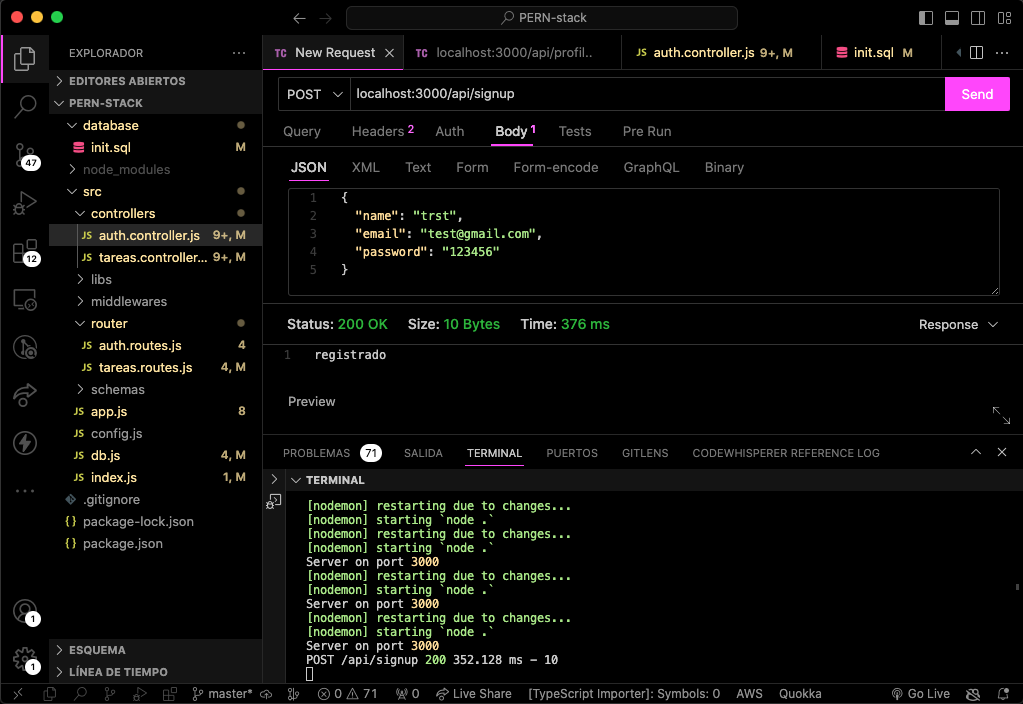 PERN-stack
EXPLORADOR
EDITORES ABIERTOS
PERN-STACK
database
init.sql M
node_modules
src
controllers
JS auth.controller.js 9+, M
JS tareas.controller... 9+, M
libs
middlewares
router
JS auth.routes.js 4
JS tareas.routes.js 4, M
schemas
JS app.js 8
JS config.js
JS db.js 4, M
JS index.js 1, M
.gitignore
{} package-lock.json
{} package.json
ESQUEMA
LÍNEA DE TIEMPO
47
12
1
1
TC New Request
TC localhost:3000/api/profil..
JS auth.controller.js 9+, M
init.sql M
POST localhost:3000/api/signup Send
Query Headers 2 Auth Body 1 Tests Pre Run
JSON XML Text Form Form-encode GraphQL Binary
1 {
2 "name": "trst",
3 "email": "test@gmail.com",
4 "password": "123456"
5 }
Status: 200 OK Size: 10 Bytes Time: 376 ms Response
1 registrado
Preview
PROBLEMAS 71 SALIDA TERMINAL PUERTOS GITLENS CODEWHISPERER REFERENCE LOG
TERMINAL
[nodemon] restarting due to changes...
[nodemon] starting `node .`
[nodemon] restarting due to changes...
[nodemon] starting `node .`
Server on port 3000
[nodemon] restarting due to changes...
[nodemon] starting `node .`
Server on port 3000
[nodemon] restarting due to changes...
[nodemon] starting `node .`
Server on port 3000
POST /api/signup 200 352.128 ms - 10
master* 0 71 0 Live Share [TypeScript Importer]: Symbols: 0 AWS Quokka Go Live